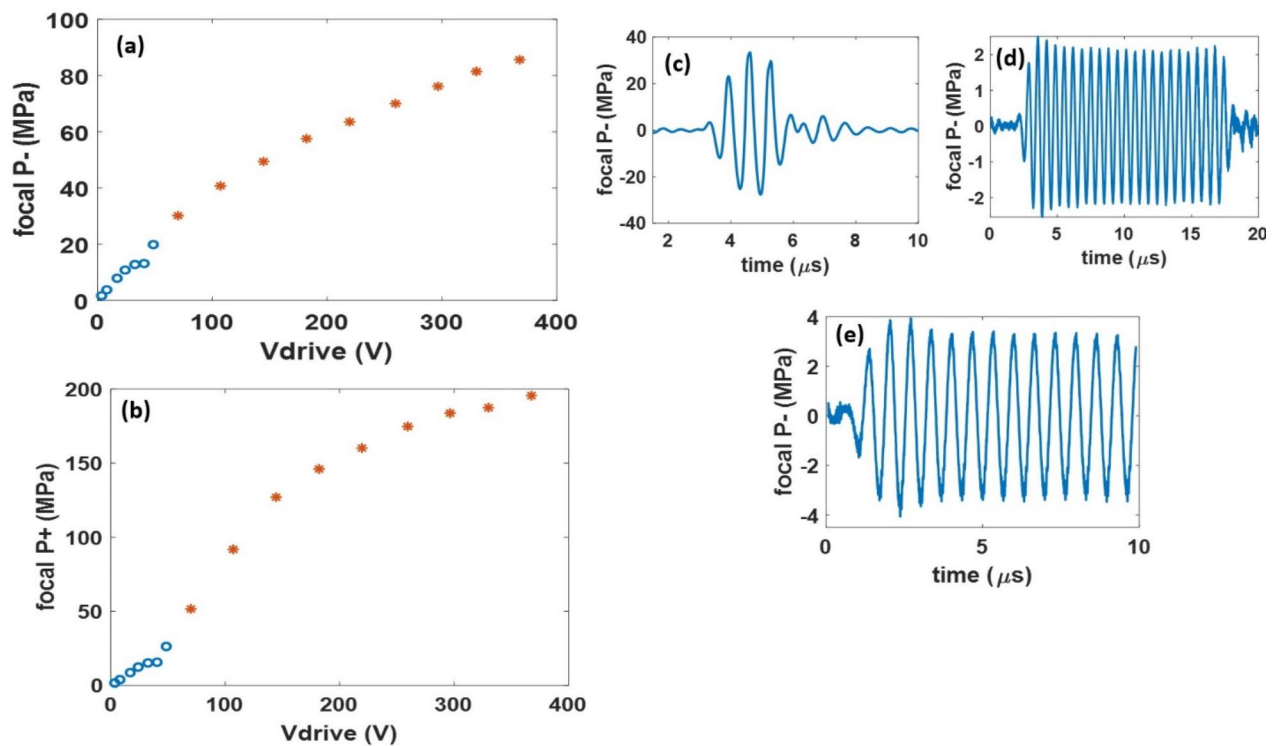 (a)
focal P- (MPa)
100
80
60
40
20
0
0 100 200 300 400
Vdrive (V)
(c)
focal P- (MPa)
40
20
0
-20
-40
2 4 6 8 10
time (μs)
(d)
focal P- (MPa)
2
1
0
-1
-2
0 5 10 15 20
time (μs)
(b)
focal P+ (MPa)
200
150
100
50
0
0 100 200 300 400
Vdrive (V)
(e)
focal P- (MPa)
4
2
0
-2
-4
0 5 10
time (μs)